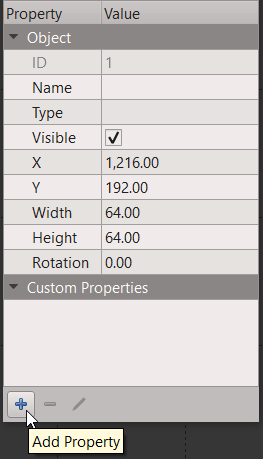 Property Value
Object
ID 1
Name
Type
Visible
X 1,216.00
Y 192.00
Width 64.00
Height 64.00
Rotation 0.00
Custom Properties
Add Property